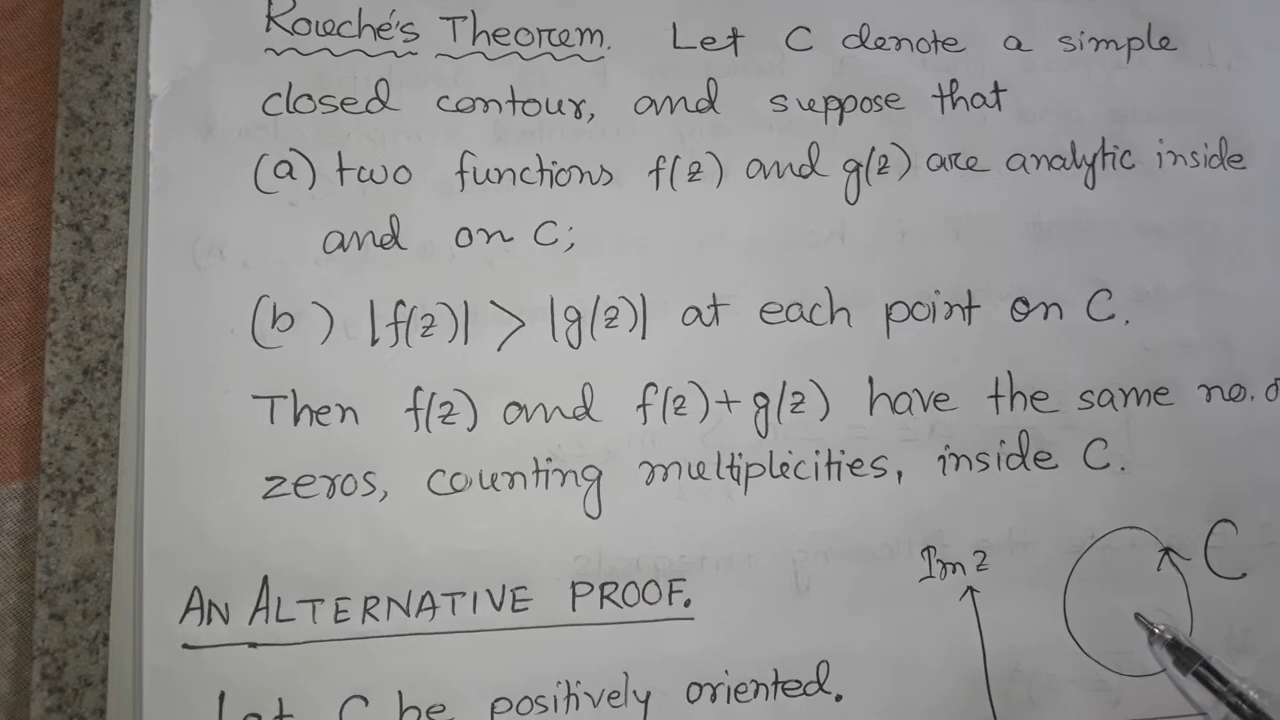 Rouché's Theorem. Let C denote a simple
closed contour, and suppose that
(a) two functions f(z) and g(z) are analytic inside
and on C;
(b) |f(z)| > |g(z)| at each point on C.
Then f(z) and f(z)+g(z) have the same no. of
zeros, counting multiplicities, inside C.
Im z
C
AN ALTERNATIVE PROOF.
Let C be positively oriented.